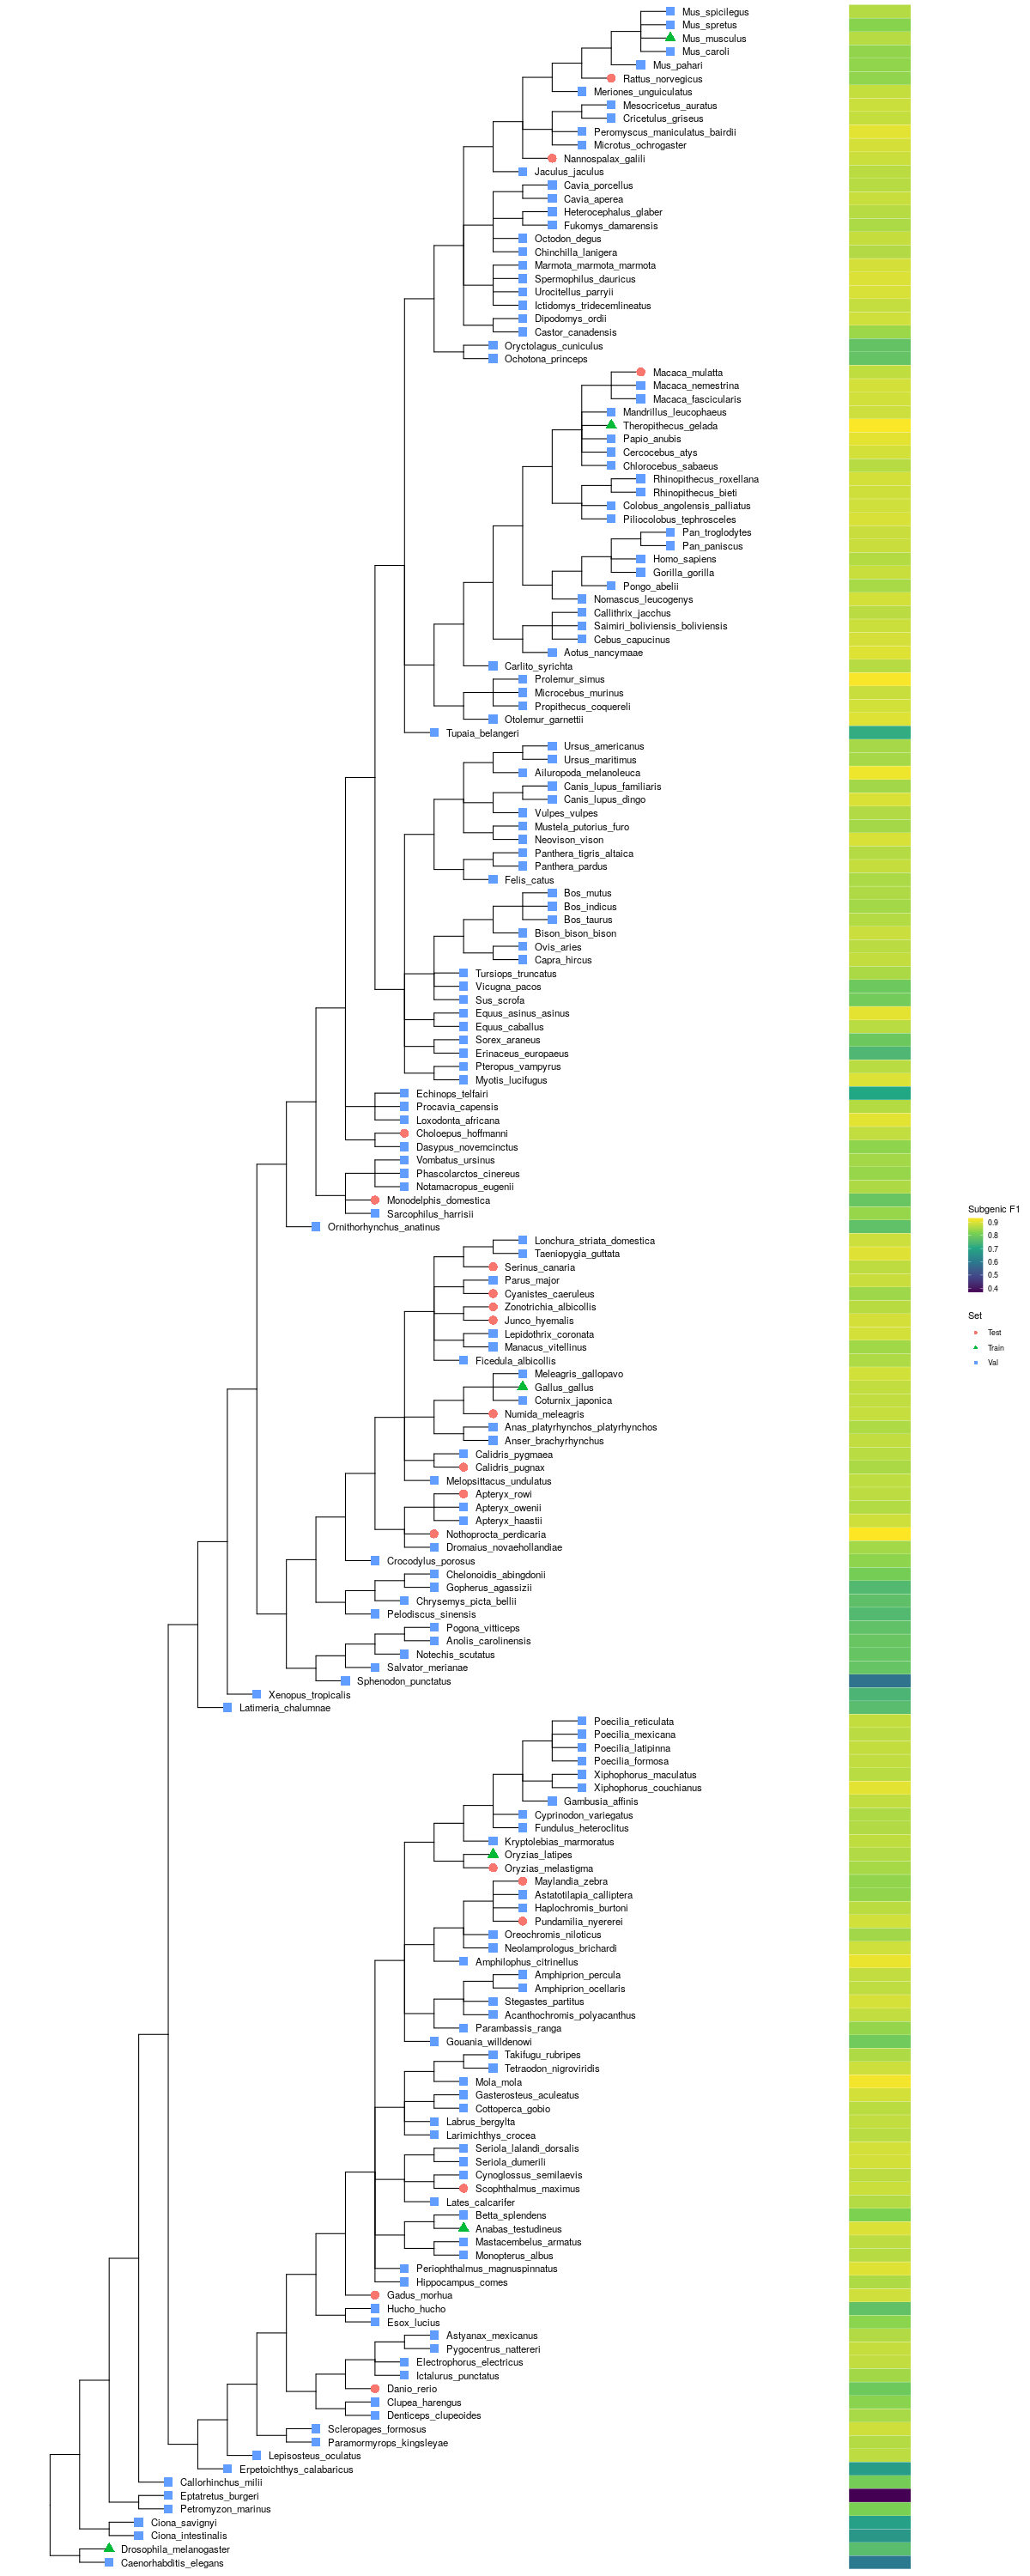 Mus_spicilegus
Mus_spretus
Mus_musculus
Mus_caroli
Mus_pahari
Rattus_norvegicus
Meriones_unguiculatus
Mesocricetus_auratus
Cricetulus_griseus
Peromyscus_maniculatus_bairdii
Microtus_ochrogaster
Nannospalax_galili
Jaculus_jaculus
Cavia_porcellus
Cavia_aperea
Heterocephalus_glaber
Fukomys_damarensis
Octodon_degus
Chinchilla_lanigera
Marmota_marmota_marmota
Spermophilus_dauricus
Urocitellus_parryii
Ictidomys_tridecemlineatus
Dipodomys_ordii
Castor_canadensis
Oryctolagus_cuniculus
Ochotona_princeps
Macaca_mulatta
Macaca_nemestrina
Macaca_fascicularis
Mandrillus_leucophaeus
Theropithecus_gelada
Papio_anubis
Cercocebus_atys
Chlorocebus_sabaeus
Rhinopithecus_roxellana
Rhinopithecus_bieti
Colobus_angolensis_palliatus
Piliocolobus_tephrosceles
Pan_troglodytes
Pan_paniscus
Homo_sapiens
Gorilla_gorilla
Pongo_abelii
Nomascus_leucogenys
Callithrix_jacchus
Saimiri_boliviensis_boliviensis
Cebus_capucinus
Aotus_nancymaae
Carlito_syrichta
Prolemur_simus
Microcebus_murinus
Propithecus_coquereli
Otolemur_garnettii
Tupaia_belangeri
Ursus_americanus
Ursus_maritimus
Ailuropoda_melanoleuca
Canis_lupus_familiaris
Canis_lupus_dingo
Vulpes_vulpes
Mustela_putorius_furo
Neovison_vison
Panthera_tigris_altaica
Panthera_pardus
Felis_catus
Bos_mutus
Bos_indicus
Bos_taurus
Bison_bison_bison
Ovis_aries
Capra_hircus
Tursiops_truncatus
Vicugna_pacos
Sus_scrofa
Equus_asinus_asinus
Equus_caballus
Sorex_araneus
Erinaceus_europaeus
Pteropus_vampyrus
Myotis_lucifugus
Echinops_telfairi
Procavia_capensis
Loxodonta_africana
Choloepus_hoffmanni
Dasypus_novemcinctus
Vombatus_ursinus
Phascolarctos_cinereus
Notamacropus_eugenii
Monodelphis_domestica
Sarcophilus_harrisii
Ornithorhynchus_anatinus
Lonchura_striata_domestica
Taeniopygia_guttata
Serinus_canaria
Parus_major
Cyanistes_caeruleus
Zonotrichia_albicollis
Junco_hyemalis
Lepidothrix_coronata
Manacus_vitellinus
Ficedula_albicollis
Meleagris_gallopavo
Gallus_gallus
Coturnix_japonica
Numida_meleagris
Anas_platyrhynchos_platyrhynchos
Anser_brachyrhynchus
Calidris_pygmaea
Calidris_pugnax
Melopsittacus_undulatus
Apteryx_rowi
Apteryx_owenii
Apteryx_haastii
Nothoprocta_perdicaria
Dromaius_novaehollandiae
Crocodylus_porosus
Chelonoidis_abingdonii
Gopherus_agassizii
Chrysemys_picta_bellii
Pelodiscus_sinensis
Pogona_vitticeps
Anolis_carolinensis
Notechis_scutatus
Salvator_merianae
Sphenodon_punctatus
Xenopus_tropicalis
Latimeria_chalumnae
Poecilia_reticulata
Poecilia_mexicana
Poecilia_latipinna
Poecilia_formosa
Xiphophorus_maculatus
Xiphophorus_couchianus
Gambusia_affinis
Cyprinodon_variegatus
Fundulus_heteroclitus
Kryptolebias_marmoratus
Oryzias_latipes
Oryzias_melastigma
Maylandia_zebra
Astatotilapia_calliptera
Haplochromis_burtoni
Pundamilia_nyererei
Oreochromis_niloticus
Neolamprologus_brichardi
Amphilophus_citrinellus
Amphiprion_percula
Amphiprion_ocellaris
Stegastes_partitus
Acanthochromis_polyacanthus
Parambassis_ranga
Gouania_willdenowi
Takifugu_rubripes
Tetraodon_nigroviridis
Mola_mola
Gasterosteus_aculeatus
Cottoperca_gobio
Labrus_bergylta
Larimichthys_crocea
Seriola_lalandi_dorsalis
Seriola_dumerili
Cynoglossus_semilaevis
Scophthalmus_maximus
Lates_calcarifer
Betta_splendens
Anabas_testudineus
Mastacembelus_armatus
Monopterus_albus
Periophthalmus_magnuspinnatus
Hippocampus_comes
Gadus_morhua
Hucho_hucho
Esox_lucius
Astyanax_mexicanus
Pygocentrus_nattereri
Electrophorus_electricus
Ictalurus_punctatus
Danio_rerio
Clupea_harengus
Denticeps_clupeoides
Scleropages_formosus
Paramormyrops_kingsleyae
Lepisosteus_oculatus
Erpetoichthys_calabaricus
Callorhinchus_milii
Eptatretus_burgeri
Petromyzon_marinus
Ciona_savignyi
Ciona_intestinalis
Drosophila_melanogaster
Caenorhabditis_elegans
Subgenic F1
0.9
0.8
0.7
0.6
0.5
0.4
Set
Test
Train
Val